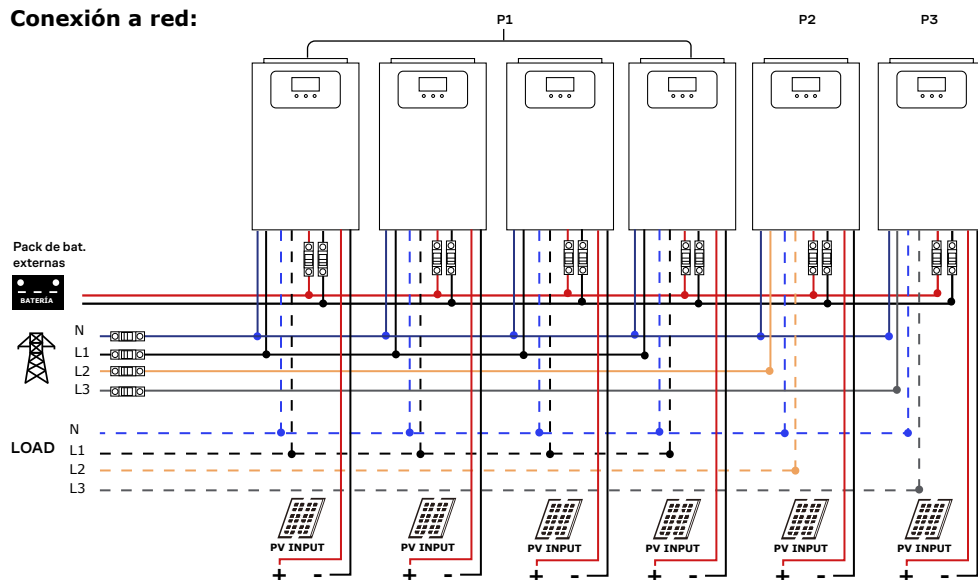 Conexión a red:
P1
P2
P3
Pack de bat.
externas
BATERÍA
N
L1
L2
L3
LOAD
N
L1
L2
L3
PV INPUT
PV INPUT
PV INPUT
PV INPUT
PV INPUT
PV INPUT
+ -
+ -
+ -
+ -
+ -
+ -